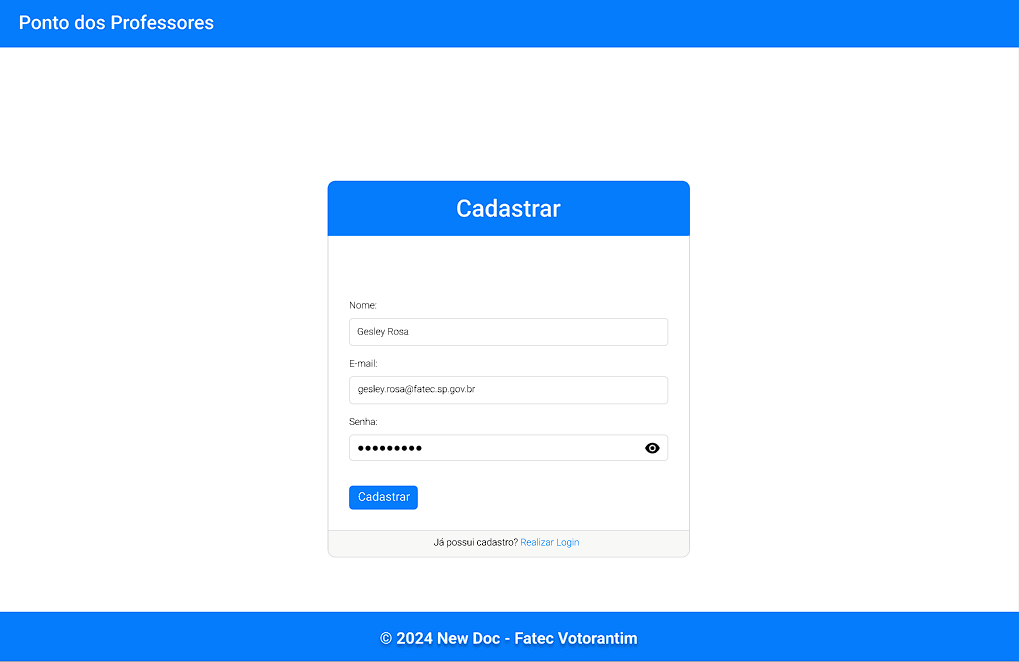 Ponto dos Professores
Cadastrar
Nome:
Gesley Rosa
E-mail:
gesley.rosa@fatec.sp.gov.br
Senha:
•••••••••
Cadastrar
Já possui cadastro? Realizar Login
© 2024 New Doc - Fatec Votorantim